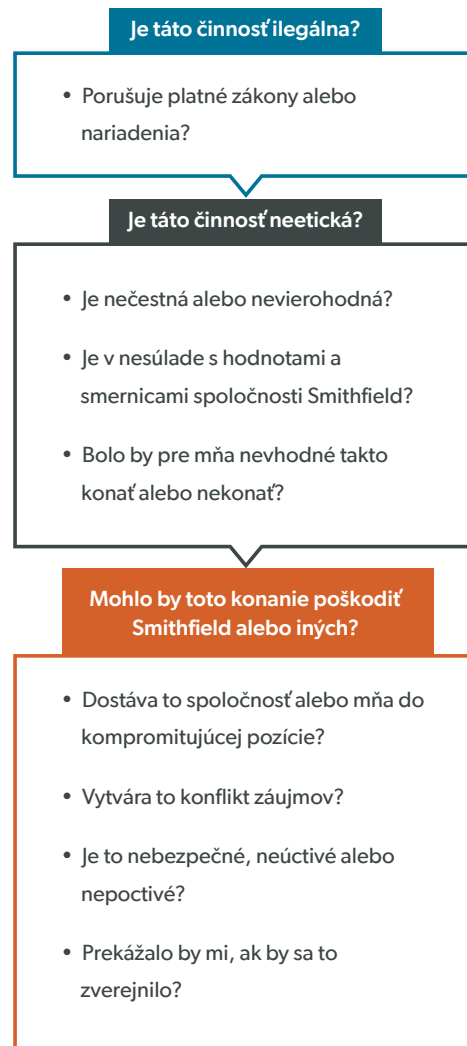 Je táto činnosť ilegálna?
• Porušuje platné zákony alebo
nariadenia?
Je táto činnosť neetická?
• Je nečestná alebo nevierohodná?
• Je v nesúlade s hodnotami a
smernicami spoločnosti Smithfield?
• Bolo by pre mňa nevhodné takto
konať alebo nekonať?
Mohlo by toto konanie poškodiť
Smithfield alebo iných?
• Dostáva to spoločnosť alebo mňa do
kompromitujúcej pozície?
• Vytvára to konflikt záujmov?
• Je to nebezpečné, neúctivé alebo
nepoctivé?
• Prekážalo by mi, ak by sa to
zverejnilo?